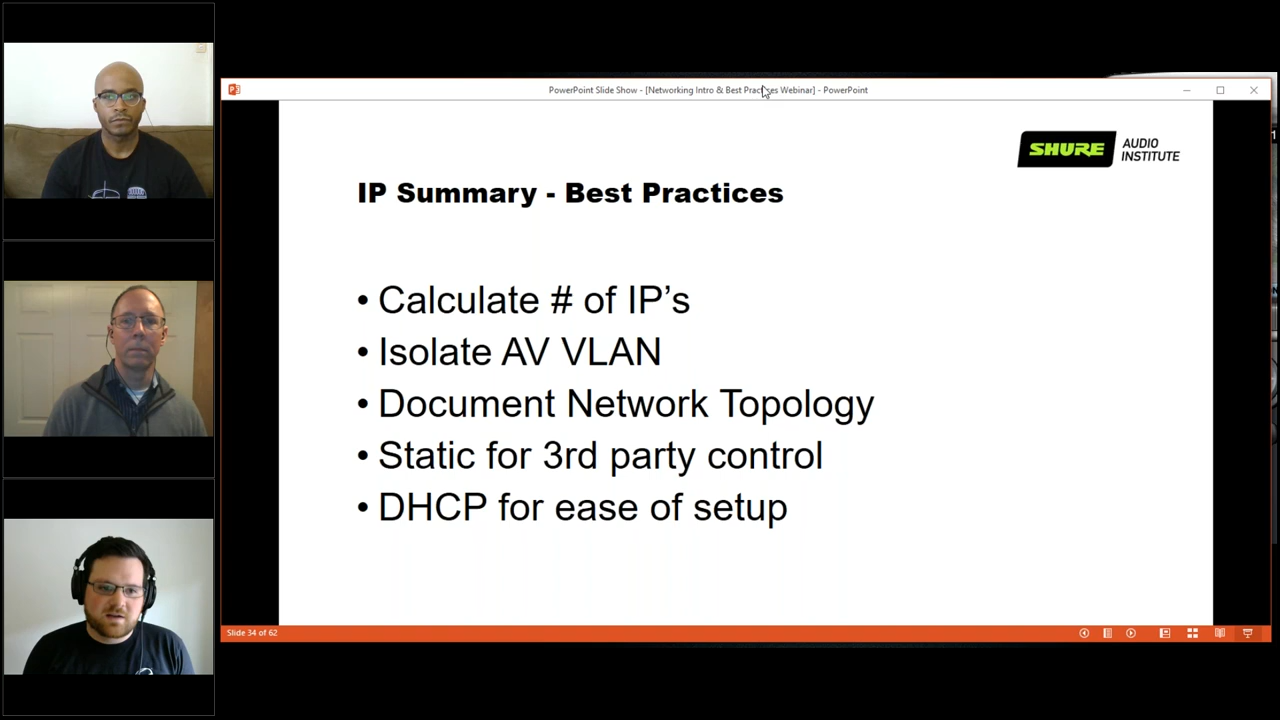 PowerPoint Slide Show - [Networking Intro & Best Practices Webinar] - PowerPoint
SHURE AUDIO INSTITUTE
IP Summary - Best Practices
• Calculate # of IP’s
• Isolate AV VLAN
• Document Network Topology
• Static for 3rd party control
• DHCP for ease of setup
Slide 34 of 62